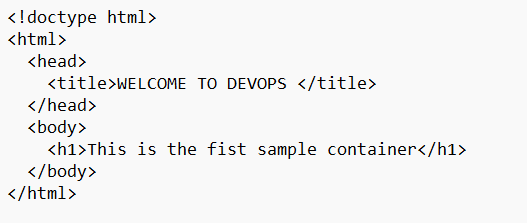 <!doctype html>
<html>
  <head>
    <title>WELCOME TO DEVOPS </title>
  </head>
  <body>
    <h1>This is the fist sample container</h1>
  </body>
</html>